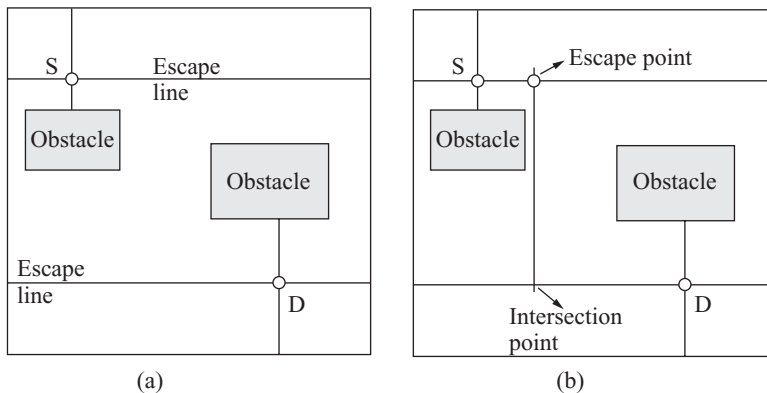 S
Escape
line
Obstacle
Obstacle
Escape
line
D
(a)
S
Escape point
Obstacle
Obstacle
D
Intersection
point
(b)